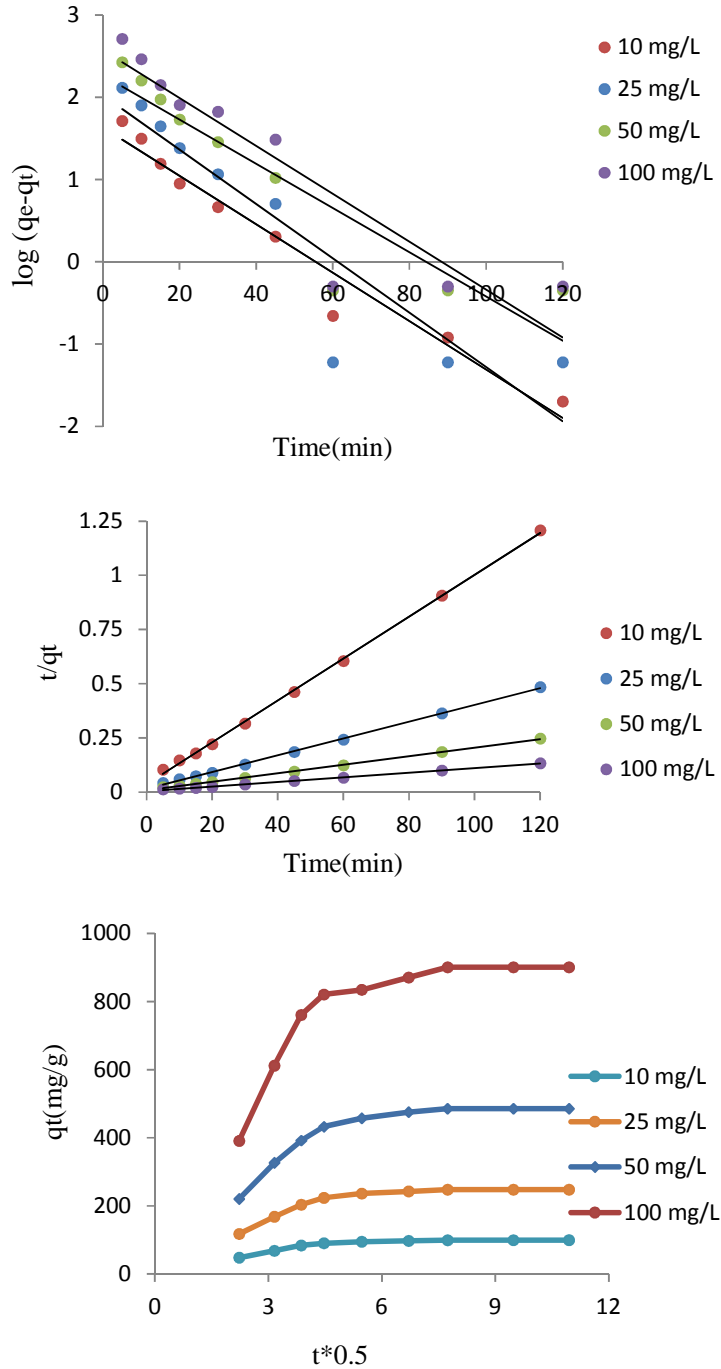 3
2
1
0
-1
-2
0
20
40
60
80
100
120
log (qe-qt)
Time(min)
10 mg/L
25 mg/L
50 mg/L
100 mg/L
1.25
1
0.75
0.5
0.25
0
0
20
40
60
80
100
120
t/qt
Time(min)
10 mg/L
25 mg/L
50 mg/L
100 mg/L
1000
800
600
400
200
0
0
3
6
9
12
qt(mg/g)
t*0.5
10 mg/L
25 mg/L
50 mg/L
100 mg/L